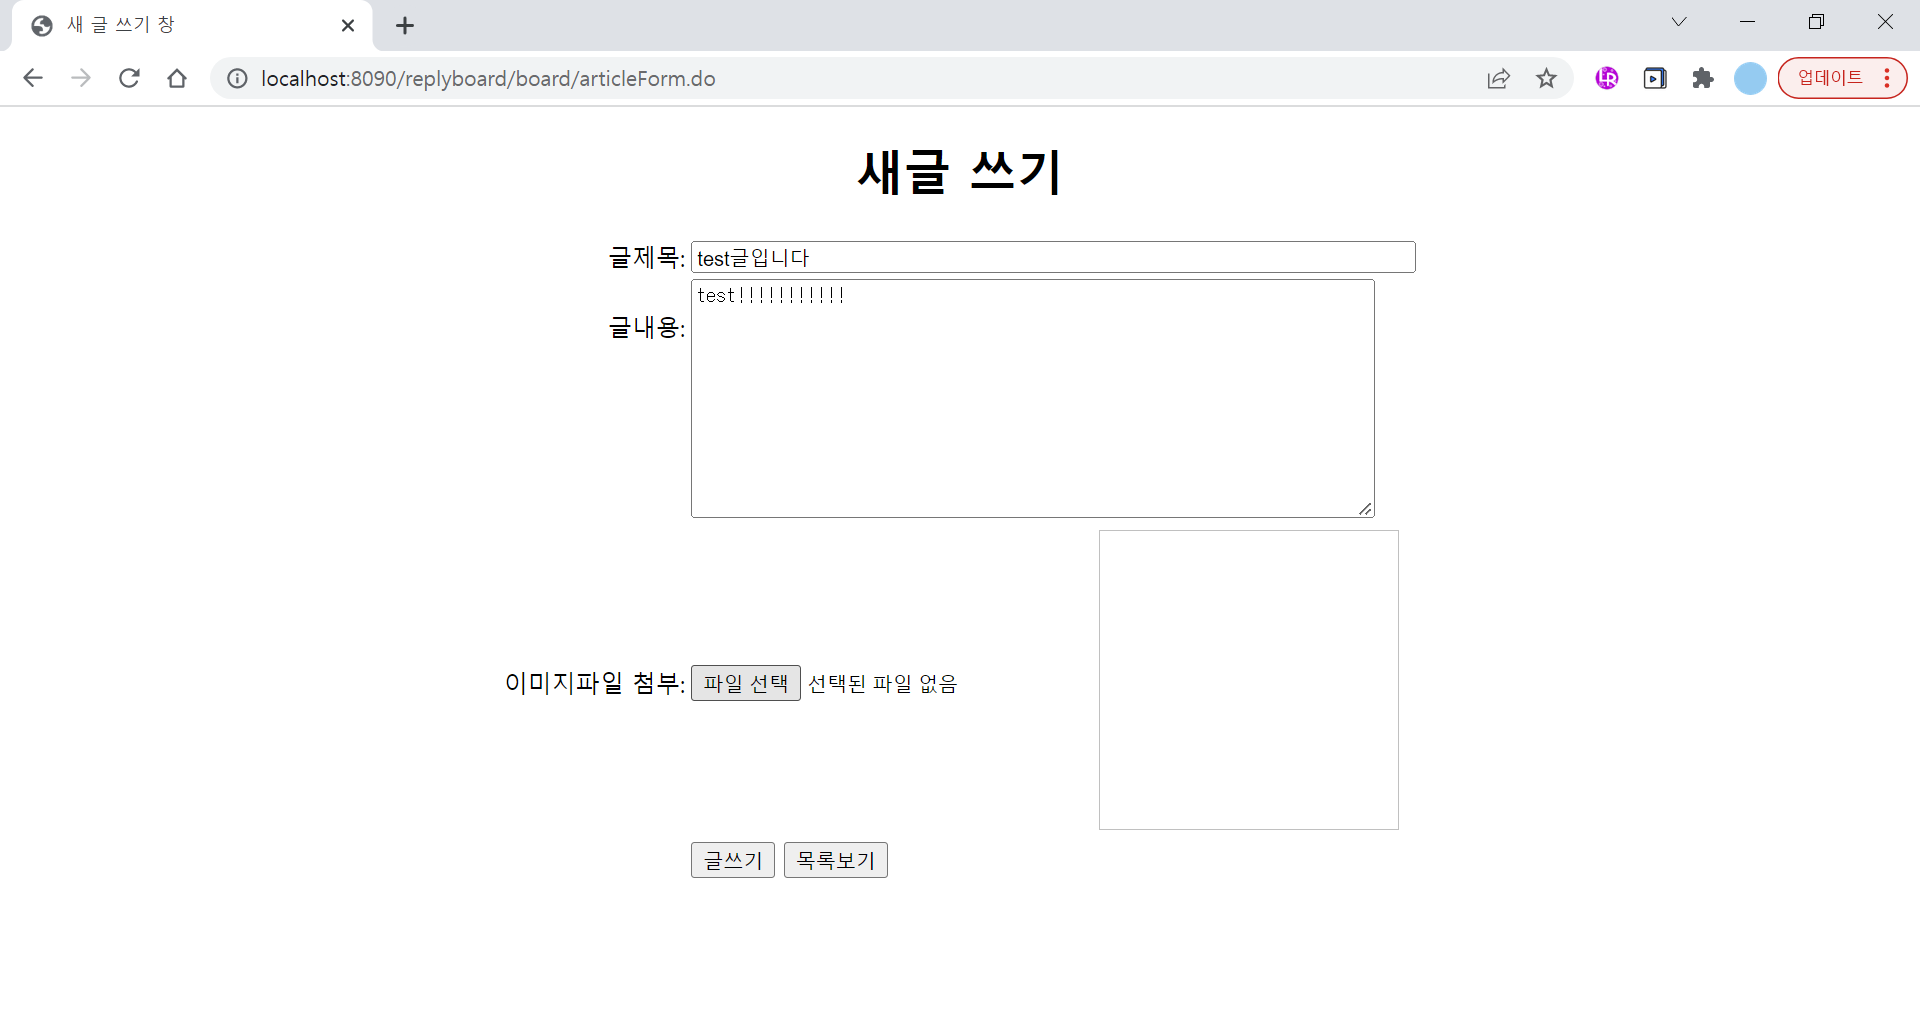 새 글 쓰기 창
localhost:8090/replyboard/board/articleForm.do
업데이트
새글 쓰기
글제목: test글입니다
글내용: test!!!!!!!!!!!
이미지파일 첨부: 파일 선택 선택된 파일 없음
글쓰기 목록보기